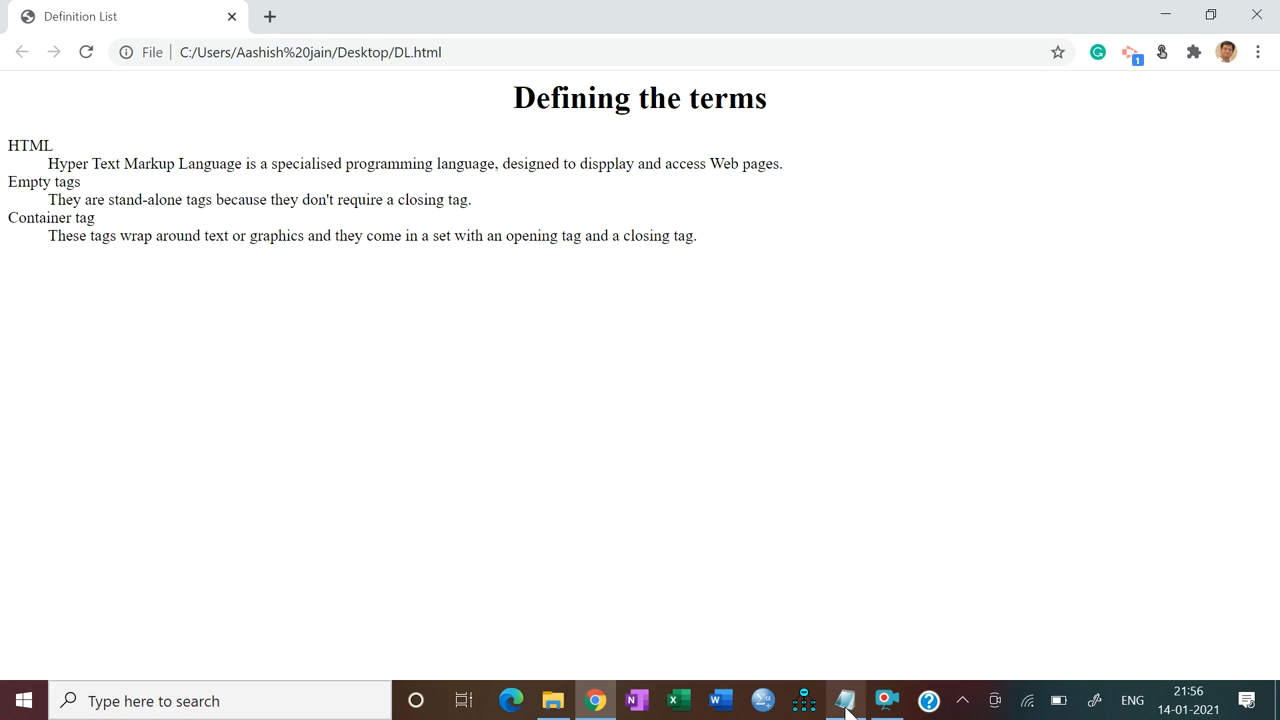 Definition List
File
C:/Users/Aashish%20jain/Desktop/DL.html
1
Defining the terms
HTML
Hyper Text Markup Language is a specialised programming language, designed to dispplay and access Web pages.
Empty tags
They are stand-alone tags because they don't require a closing tag.
Container tag
These tags wrap around text or graphics and they come in a set with an opening tag and a closing tag.
Type here to search
ENG
21:56
14-01-2021